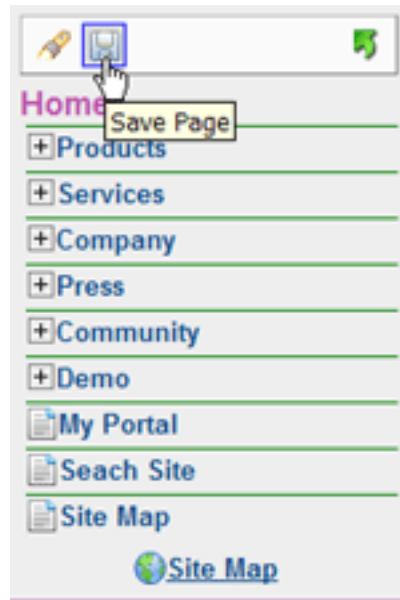 Home
Save Page
Products
Services
Company
Press
Community
Demo
My Portal
Seach Site
Site Map
Site Map